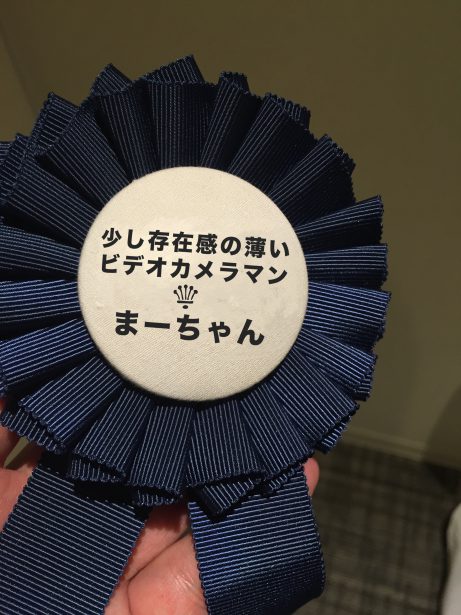 少し存在感の薄い
ビデオカメラマン
まーちゃん